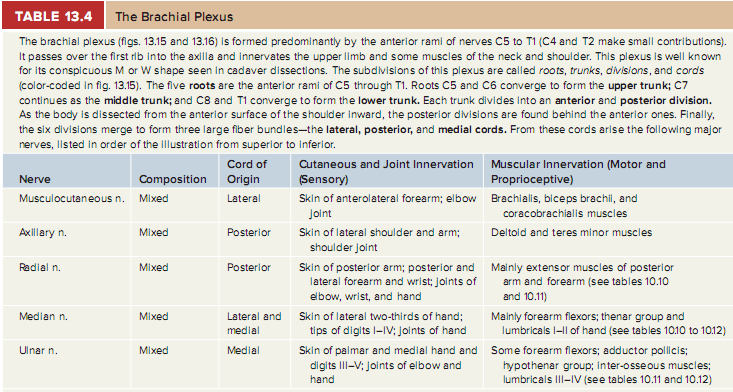 TABLE 13.4 The Brachial Plexus
The brachial plexus (figs. 13.15 and 13.16) is formed predominantly by the anterior rami of nerves C5 to T1 (C4 and T2 make small contributions).
It passes over the first rib into the axilla and innervates the upper limb and some muscles of the neck and shoulder. This plexus is well known
for its conspicuous M or W shape seen in cadaver dissections. The subdivisions of this plexus are called roots, trunks, divisions, and cords
(color-coded in fig. 13.15). The five roots are the anterior rami of C5 through T1. Roots C5 and C6 converge to form the upper trunk; C7
continues as the middle trunk; and C8 and T1 converge to form the lower trunk. Each trunk divides into an anterior and posterior division.
As the body is dissected from the anterior surface of the shoulder inward, the posterior divisions are found behind the anterior ones. Finally,
the six divisions merge to form three large fiber bundles—the lateral, posterior, and medial cords. From these cords arise the following major
nerves, listed in order of the illustration from superior to inferior.
Nerve Composition Cord of Origin Cutaneous and Joint Innervation (Sensory) Muscular Innervation (Motor and Proprioceptive)
Musculocutaneous n. Mixed Lateral Skin of anterolateral forearm; elbow joint Brachialis, biceps brachii, and coracobrachialis muscles
Axillary n. Mixed Posterior Skin of lateral shoulder and arm; shoulder joint Deltoid and teres minor muscles
Radial n. Mixed Posterior Skin of posterior arm; posterior and lateral forearm and wrist; joints of elbow, wrist, and hand Mainly extensor muscles of posterior arm and forearm (see tables 10.10 and 10.11)
Median n. Mixed Lateral and medial Skin of lateral two-thirds of hand; tips of digits I–IV; joints of hand Mainly forearm flexors; thenar group and lumbricals I–II of hand (see tables 10.10 to 10.12)
Ulnar n. Mixed Medial Skin of palmar and medial hand and digits III–V; joints of elbow and hand Some forearm flexors; adductor pollicis; hypothenar group; inter-osseous muscles; lumbricals III–IV (see tables 10.11 and 10.12)